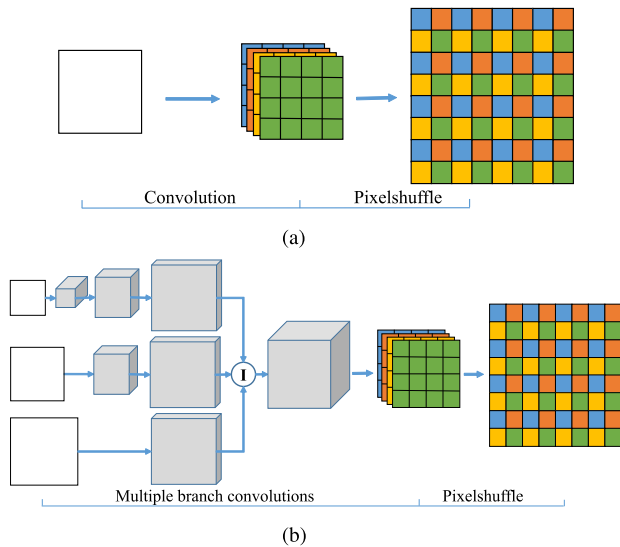 Convolution Pixelshuffle
(a)
I
Multiple branch convolutions Pixelshuffle
(b)